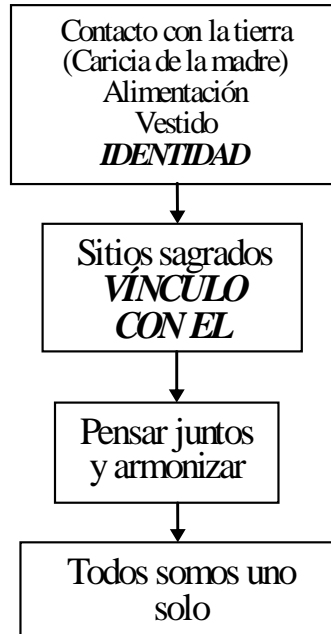 Contacto con la tierra
(Caricia de la madre)
Alimentación
Vestido
IDENTIDAD
Sitios sagrados
VÍNCULO
CON EL
Pensar juntos
y armonizar
Todos somos uno
solo